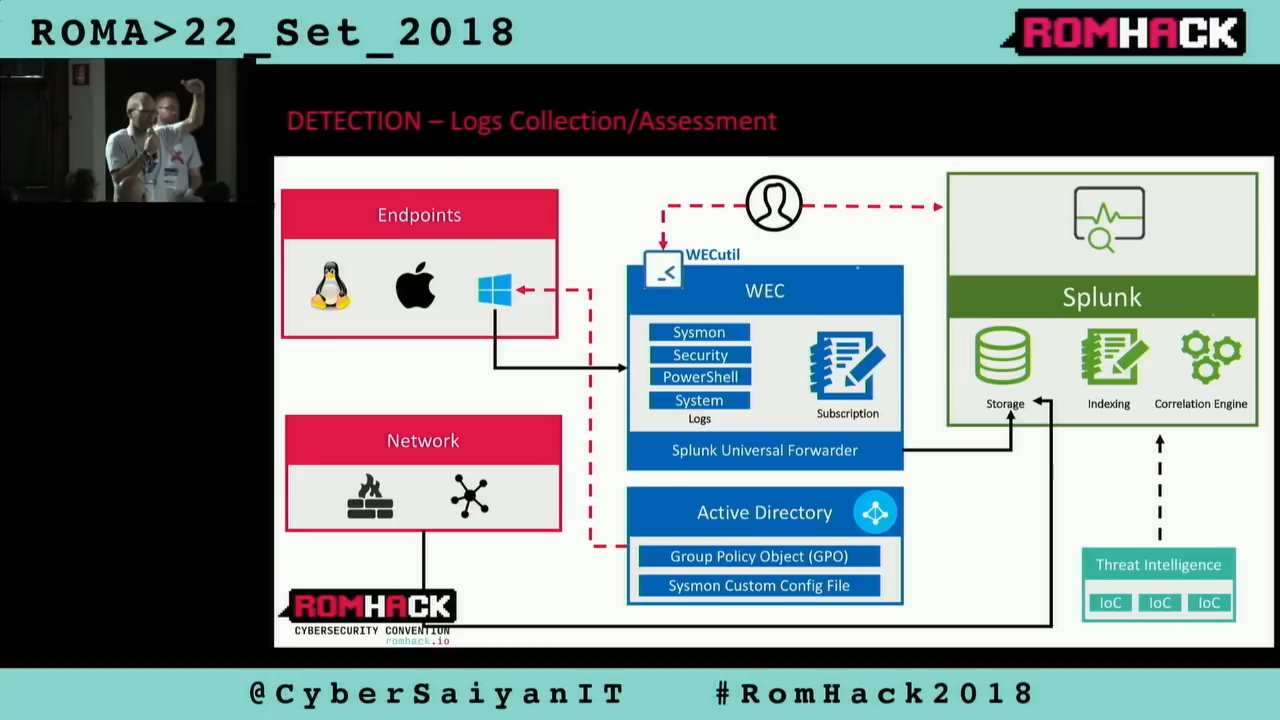 ROMA>22_Set_2018
ROMHACK
DETECTION – Logs Collection/Assessment
Endpoints
WECutil
WEC
Sysmon
Security
PowerShell
System
Logs
Subscription
Splunk Universal Forwarder
Splunk
Storage
Indexing
Correlation Engine
Network
Active Directory
Group Policy Object (GPO)
Sysmon Custom Config File
Threat Intelligence
IoC IoC IoC
ROMHACK
CYBERSECURITY CONVENTION
romhack.io
@CyberSaiyanIT #RomHack2018